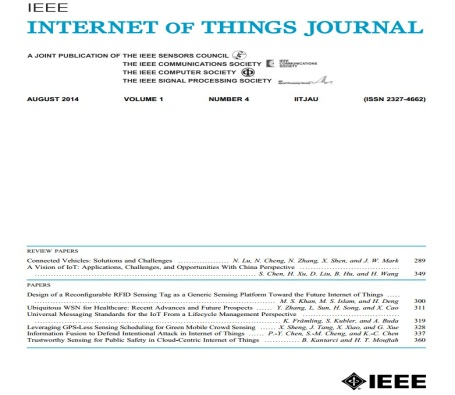 IEEE
INTERNET OF THINGS JOURNAL
A JOINT PUBLICATION OF THE IEEE SENSORS COUNCIL
THE IEEE COMMUNICATIONS SOCIETY IEEE COMMUNICATIONS SOCIETY
THE IEEE COMPUTER SOCIETY
THE IEEE SIGNAL PROCESSING SOCIETY
AUGUST 2014 VOLUME 1 NUMBER 4 IITJAU (ISSN 2327-4662)
REVIEW PAPERS
Connected Vehicles: Solutions and Challenges ........ N. Lu, N. Cheng, N. Zhang, X. Shen, and J. W. Mark 289
A Vision of IoT: Applications, Challenges, and Opportunities With China Perspective ........
........ S. Chen, H. Xu, D. Liu, B. Hu, and H. Wang 349
PAPERS
Design of a Reconfigurable RFID Sensing Tag as a Generic Sensing Platform Toward the Future Internet of Things .....
........ M. S. Khan, M. S. Islam, and H. Deng 300
Ubiquitous WSN for Healthcare: Recent Advances and Future Prospects ...... Y. Zhang, L. Sun, H. Song, and X. Cao 311
Universal Messaging Standards for the IoT From a Lifecycle Management Perspective ........
........ K. Främling, S. Kubler, and A. Buda 319
Leveraging GPS-Less Sensing Scheduling for Green Mobile Crowd Sensing .... X. Sheng, J. Tang, X. Xiao, and G. Xue 328
Information Fusion to Defend Intentional Attack in Internet of Things ...... P.-Y. Chen, S.-M. Cheng, and K.-C. Chen 337
Trustworthy Sensing for Public Safety in Cloud-Centric Internet of Things ........ B. Kantarci and H. T. Mouftah 360
IEEE